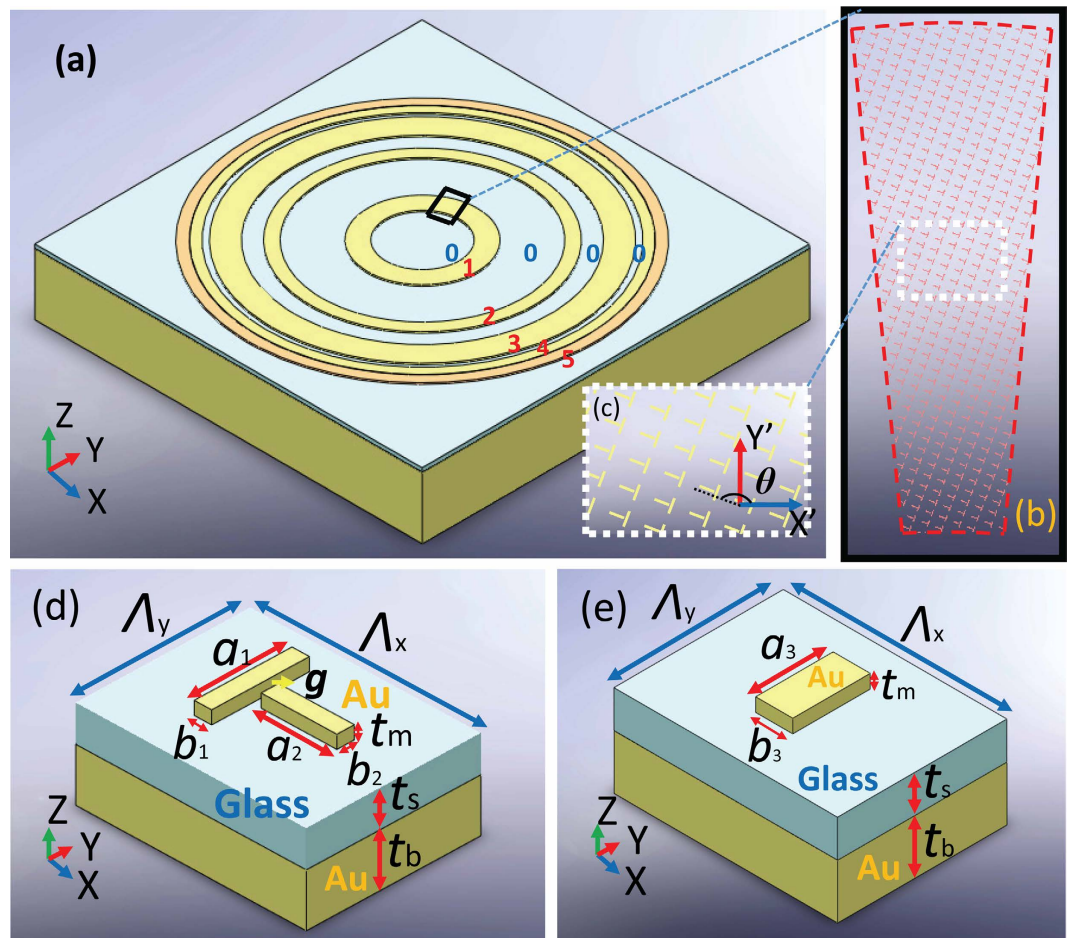 (a)
0 0 0 0
1
2
3 4 5
Z
Y
X
(b)
(c)
Y'
θ
X'
(d)
Λy
Λx
a1
g
Au
b1
a2
b2
tm
Glass
ts
tb
Au
Z
Y
X
(e)
Λy
Λx
a3
Au
tm
b3
Glass
ts
tb
Au
Z
Y
X